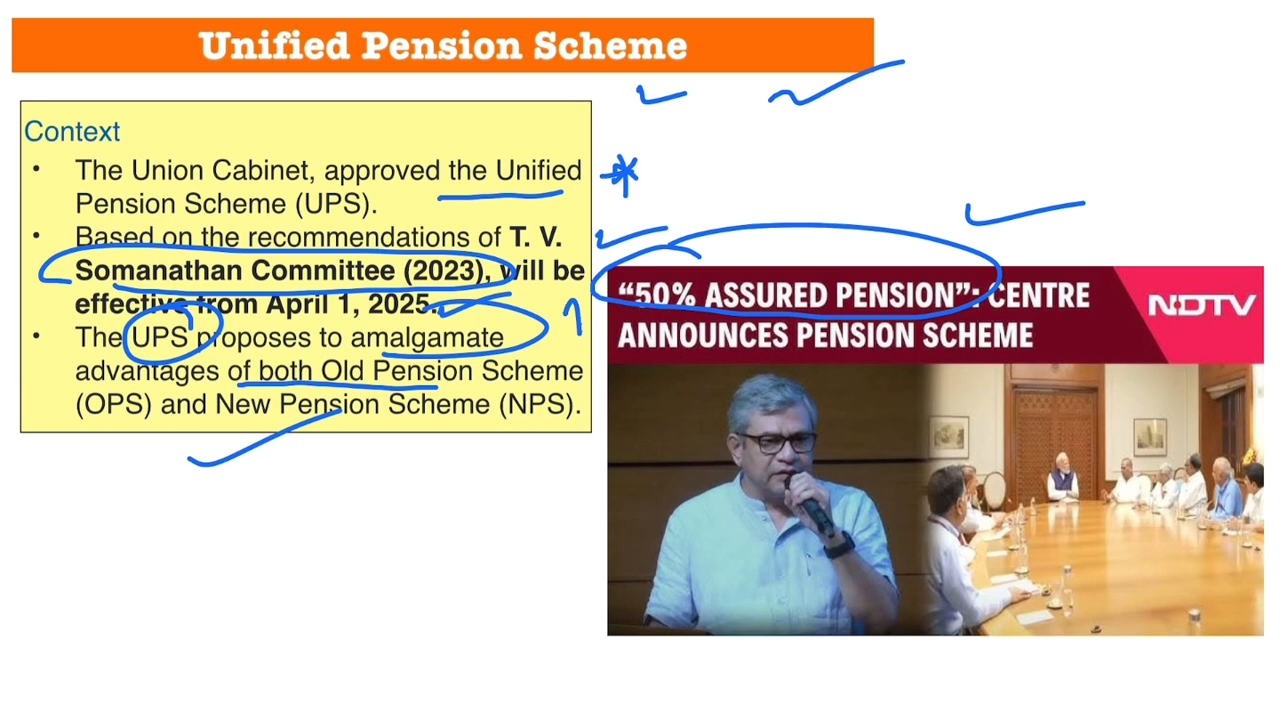 Unified Pension Scheme
Context
• The Union Cabinet, approved the Unified
Pension Scheme (UPS).
• Based on the recommendations of T. V.
Somanathan Committee (2023), will be
effective from April 1, 2025.
• The UPS proposes to amalgamate
advantages of both Old Pension Scheme
(OPS) and New Pension Scheme (NPS).
“50% ASSURED PENSION”: CENTRE
ANNOUNCES PENSION SCHEME
NDTV